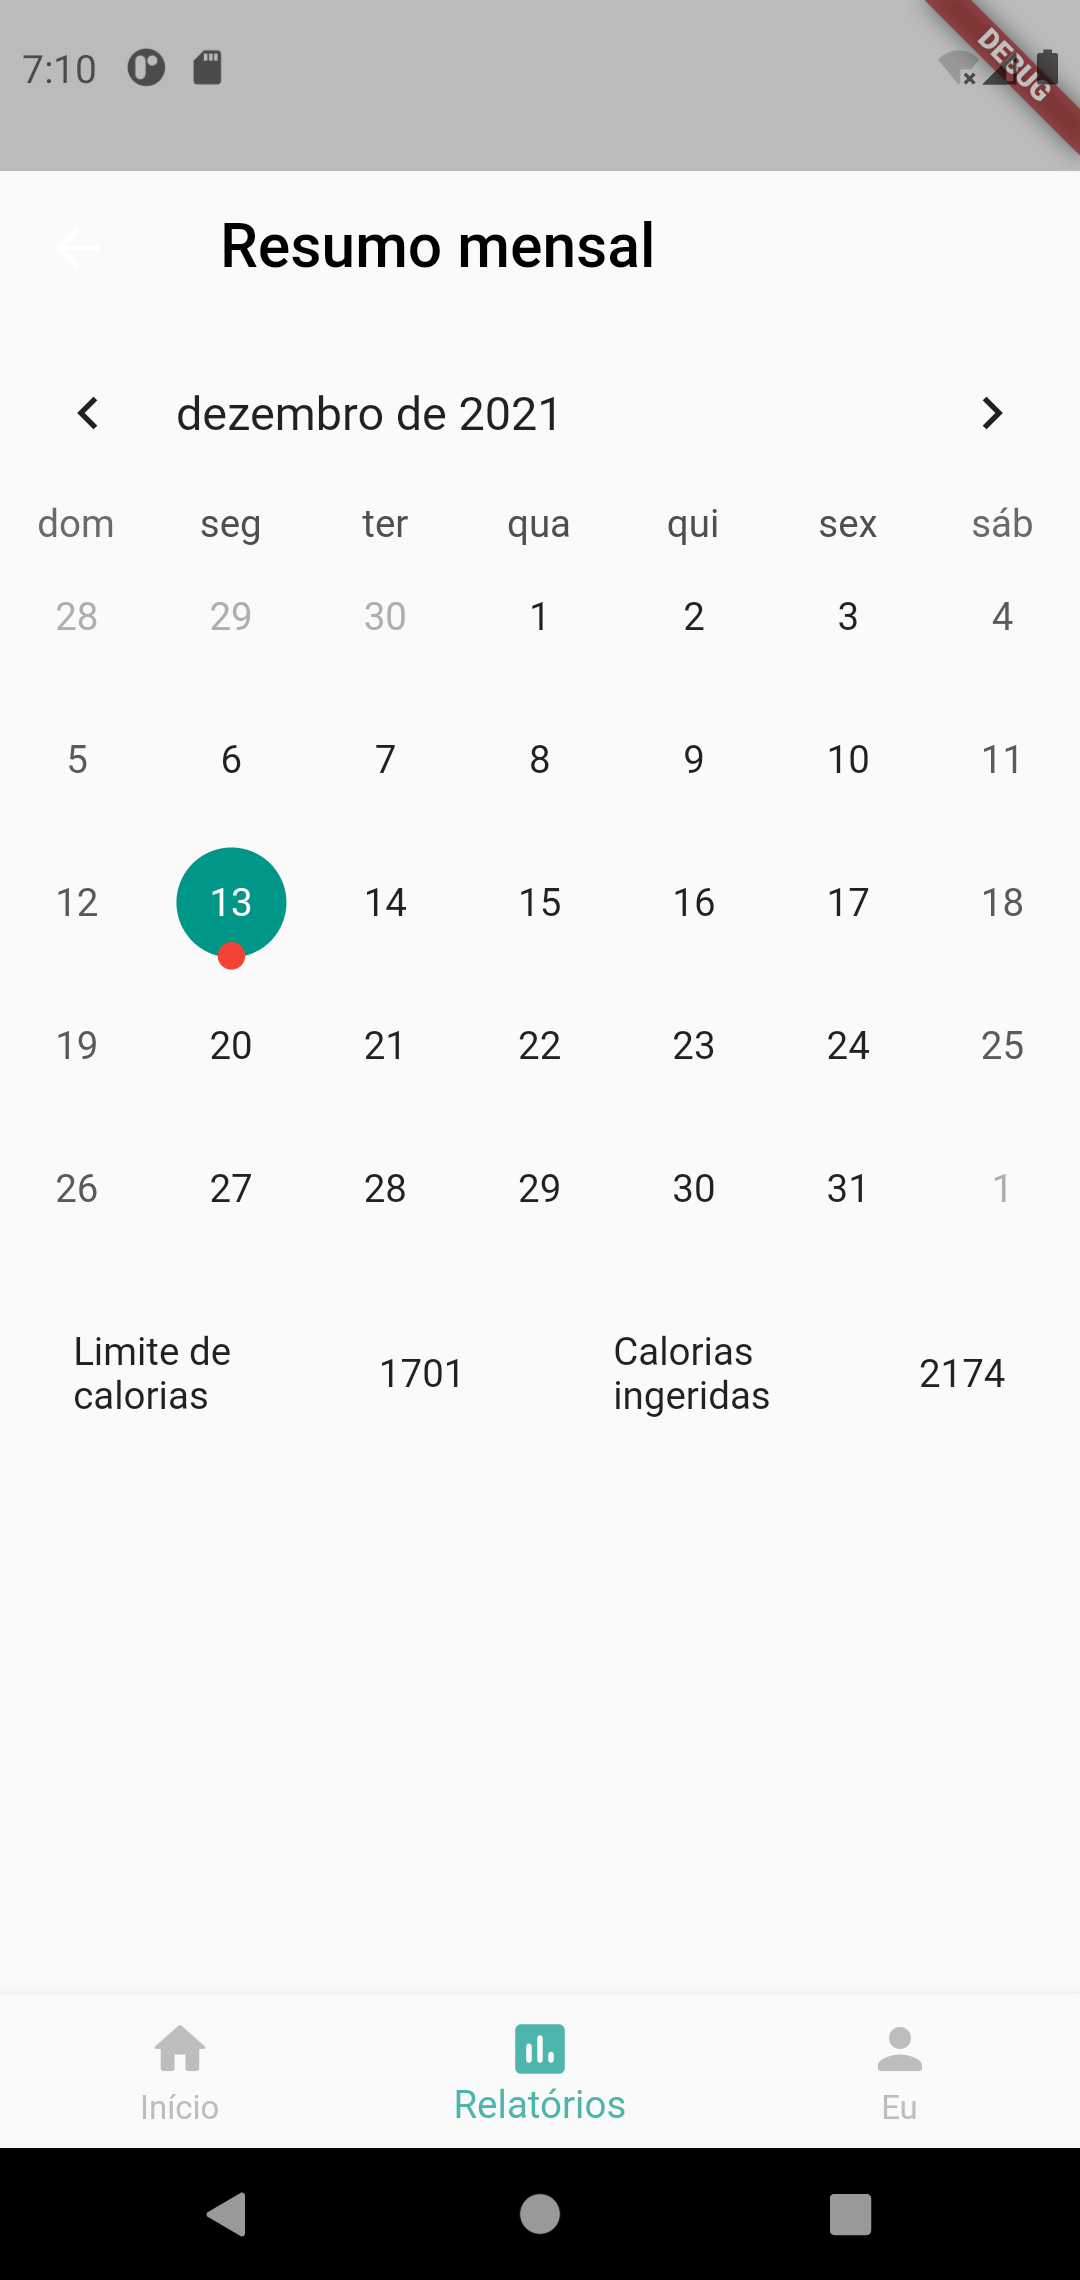 7:10
DEBUG
Resumo mensal
dezembro de 2021
dom seg ter qua qui sex sáb
28 29 30 1 2 3 4
5 6 7 8 9 10 11
12 13 14 15 16 17 18
19 20 21 22 23 24 25
26 27 28 29 30 31 1
Limite de
calorias
1701
Calorias
ingeridas
2174
Início
Relatórios
Eu